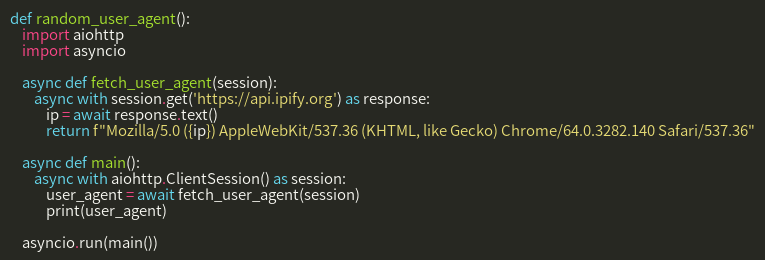 def random_user_agent():
    import aiohttp
    import asyncio

    async def fetch_user_agent(session):
        async with session.get('https://api.ipify.org') as response:
            ip = await response.text()
            return f"Mozilla/5.0 ({ip}) AppleWebKit/537.36 (KHTML, like Gecko) Chrome/64.0.3282.140 Safari/537.36"

    async def main():
        async with aiohttp.ClientSession() as session:
            user_agent = await fetch_user_agent(session)
            print(user_agent)

    asyncio.run(main())